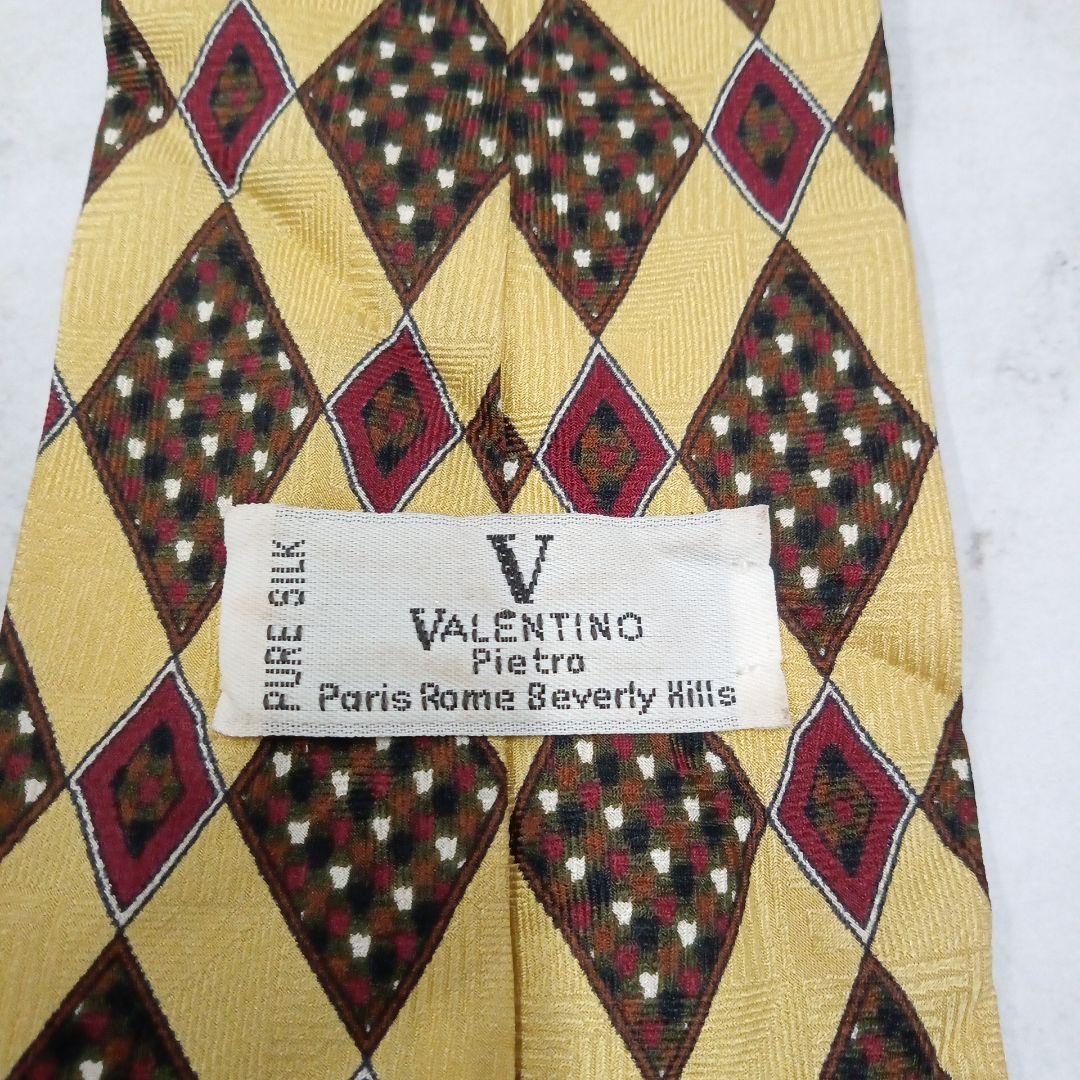 PURE SILK
V
VALENTINO
Pietro
Paris Rome Beverly Hills